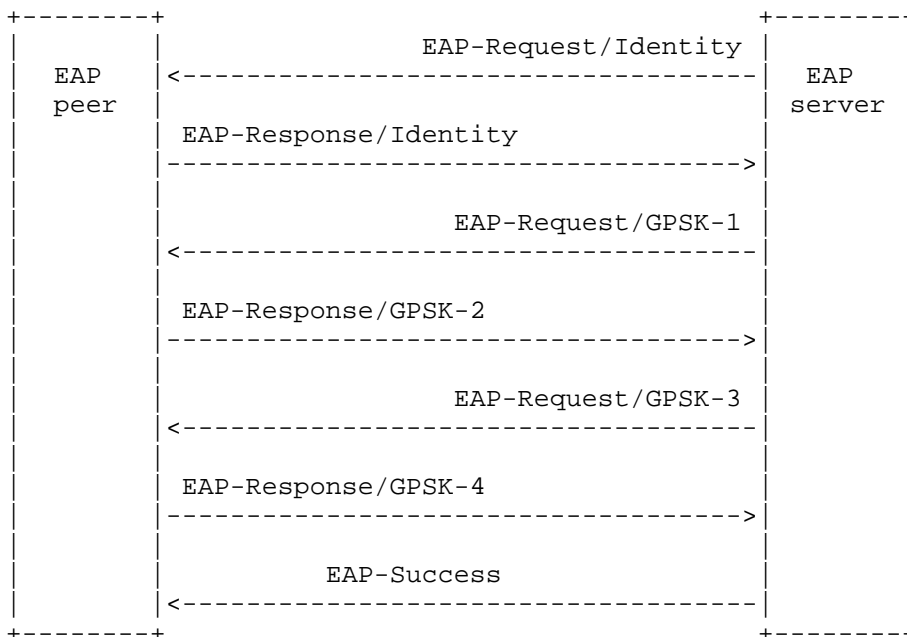 EAP-Request/Identity
EAP EAP
peer server
EAP-Response/Identity
EAP-Request/GPSK-1
EAP-Response/GPSK-2
EAP-Request/GPSK-3
EAP-Response/GPSK-4
EAP-Success